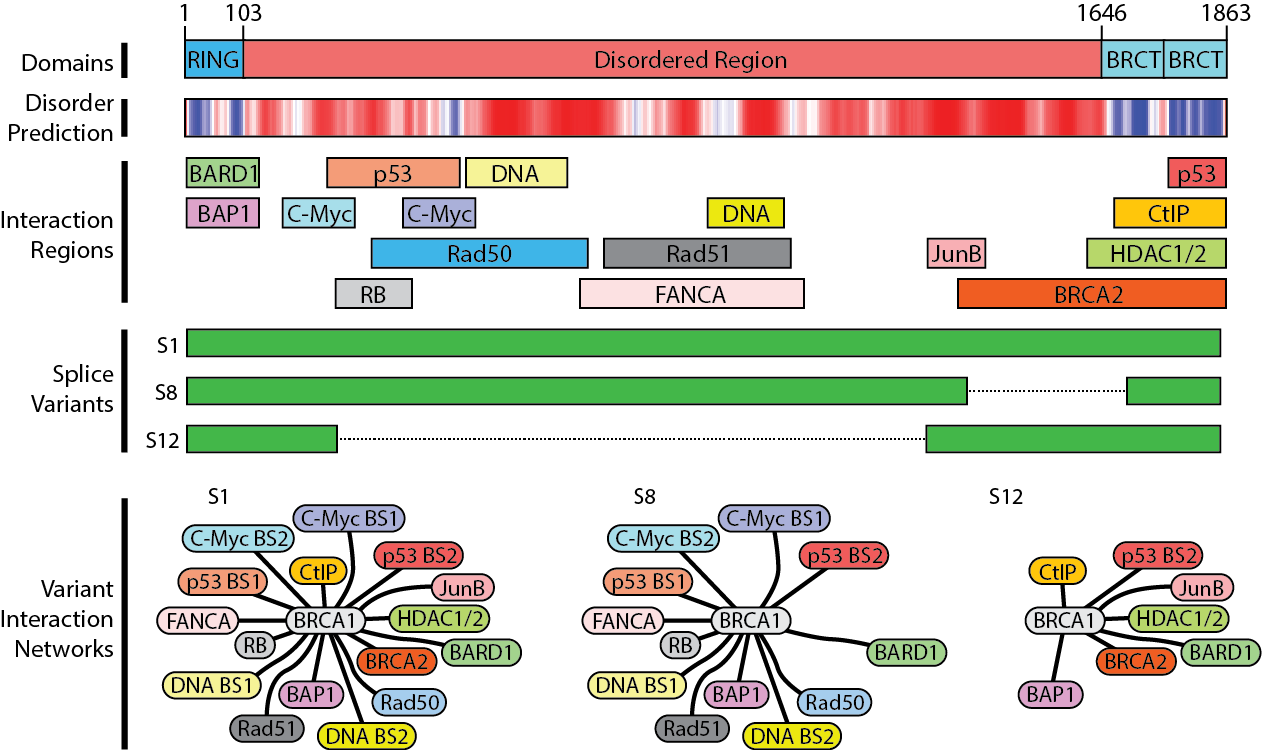 1 103 1646 1863
Domains RING Disordered Region BRCT BRCT
Disorder
Prediction
BARD1 p53 DNA p53
BAP1 C-Myc C-Myc DNA CtIP
Interaction
Regions
Rad50 Rad51 JunB HDAC1/2
RB FANCA BRCA2
S1
Splice
Variants
S8
S12
Variant
Interaction
Networks
S1
C-Myc BS1
C-Myc BS2
CtIP
p53 BS2
p53 BS1
JunB
FANCA
BRCA1
HDAC1/2
RB
BARD1
BRCA2
DNA BS1
BAP1
Rad50
Rad51
DNA BS2
S8
C-Myc BS1
C-Myc BS2
p53 BS2
p53 BS1
FANCA
BRCA1
RB
BARD1
DNA BS1
BAP1
Rad50
Rad51
DNA BS2
S12
CtIP
p53 BS2
JunB
BRCA1
HDAC1/2
BARD1
BRCA2
BAP1